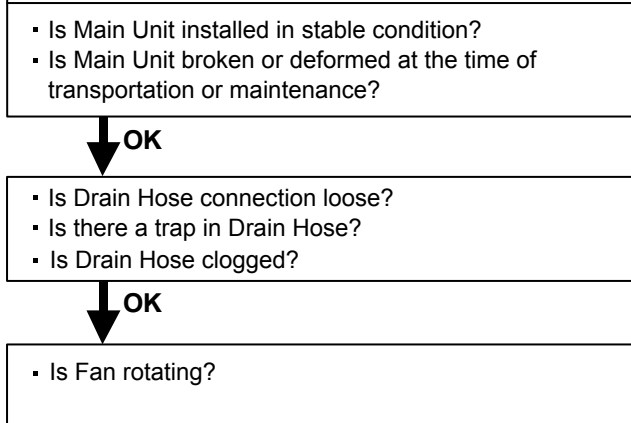 ▪ Is Main Unit installed in stable condition?
▪ Is Main Unit broken or deformed at the time of
transportation or maintenance?
OK
▪ Is Drain Hose connection loose?
▪ Is there a trap in Drain Hose?
▪ Is Drain Hose clogged?
OK
▪ Is Fan rotating?